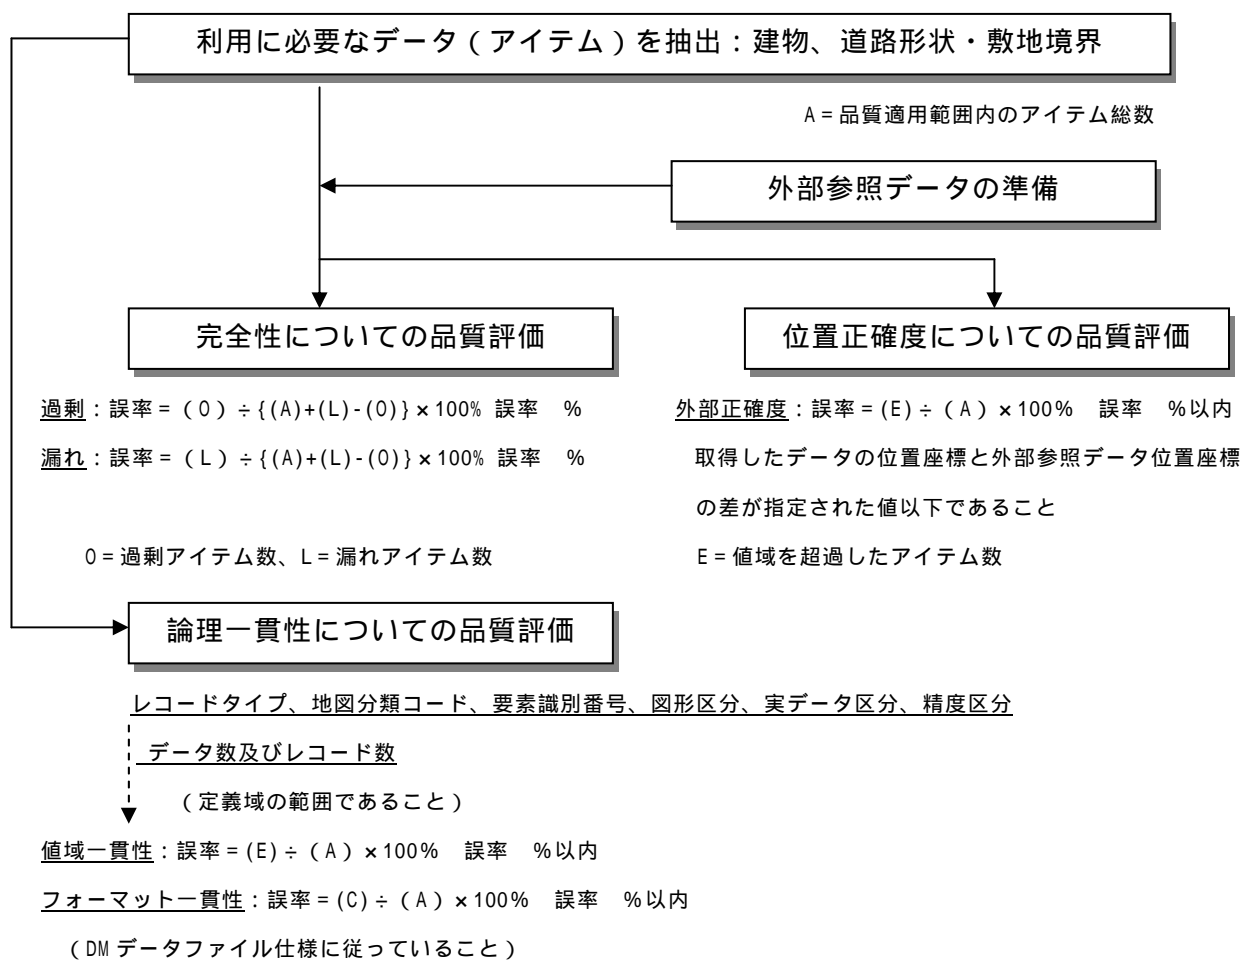 利用に必要なデータ(アイテム)を抽出:建物、道路形状・敷地境界
A=品質適用範囲内のアイテム総数
外部参照データの準備
完全性についての品質評価
過剰:誤率=(O)÷{(A)+(L)-(O)}×100% 誤率 %
漏れ:誤率=(L)÷{(A)+(L)-(O)}×100% 誤率 %
O=過剰アイテム数、L=漏れアイテム数
位置正確度についての品質評価
外部正確度:誤率=(E)÷(A)×100% 誤率 %以内
取得したデータの位置座標と外部参照データ位置座標
の差が指定された値以下であること
E=値域を超過したアイテム数
論理一貫性についての品質評価
レコードタイプ、地図分類コード、要素識別番号、図形区分、実データ区分、精度区分
データ数及びレコード数
(定義域の範囲であること)
値域一貫性:誤率=(E)÷(A)×100% 誤率 %以内
フォーマット一貫性:誤率=(C)÷(A)×100% 誤率 %以内
(DMデータファイル仕様に従っていること)